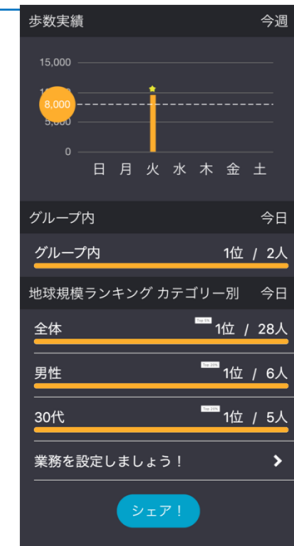 歩数実績 今週
15,000
8,000
5,000
0
日 月 火 水 木 金 土
グループ内 今日
グループ内 1位 / 2人
地球規模ランキング カテゴリー別 今日
全体 1位 / 28人
男性 1位 / 6人
30代 1位 / 5人
業務を設定しましょう！
シェア！